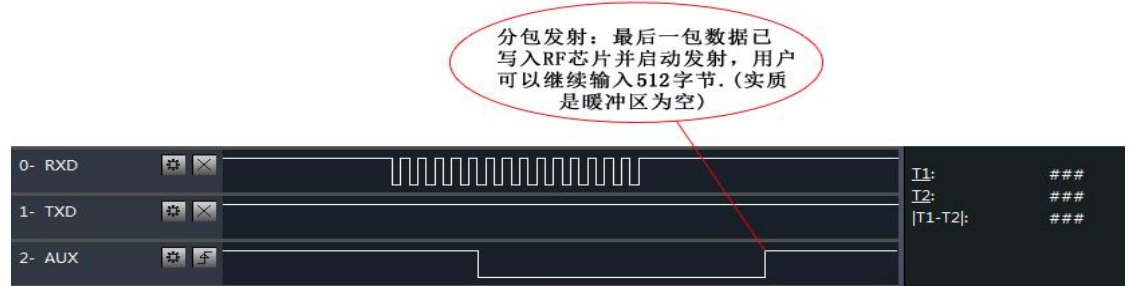 分包发射：最后一包数据已
写入RF芯片并启动发射，用户
可以继续输入512字节.(实质
是暖冲区为空)
0- RXD
1- TXD
2- AUX
T1: ###
T2: ###
|T1-T2|: ###